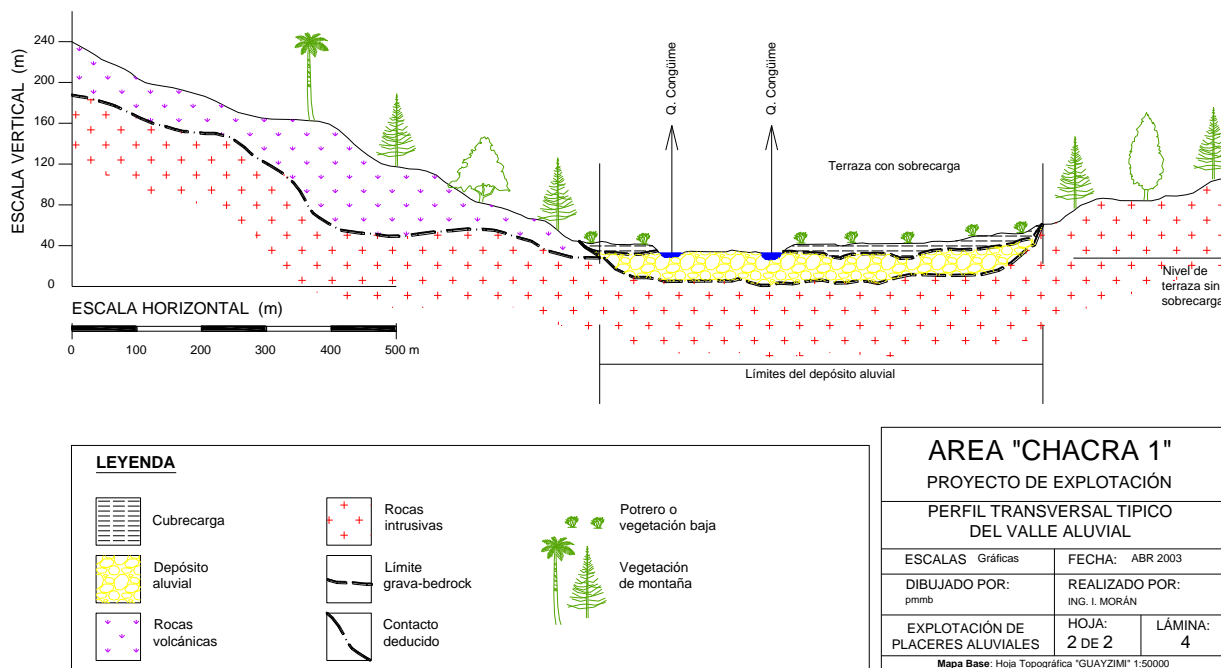 ESCALA VERTICAL (m)
240
200
160
120
80
40
0
Q. Congüime
Q. Congüime
Terraza con sobrecarga
Nivel de
terraza sin
sobrecarga
ESCALA HORIZONTAL (m)
0 100 200 300 400 500 m
Límites del depósito aluvial
LEYENDA
Cubrecarga
Depósito
aluvial
Rocas
volcánicas
Rocas
intrusivas
Límite
grava-bedrock
Contacto
deducido
Potrero o
vegetación baja
Vegetación
de montaña
AREA "CHACRA 1"
PROYECTO DE EXPLOTACIÓN
PERFIL TRANSVERSAL TIPICO
DEL VALLE ALUVIAL
ESCALAS Gráficas
FECHA: ABR 2003
DIBUJADO POR:
pmmb
REALIZADO POR:
ING. I. MORÁN
EXPLOTACIÓN DE
PLACERES ALUVIALES
HOJA:
2 DE 2
LÁMINA:
4
Mapa Base: Hoja Topográfica "GUAYZIMI" 1:50000